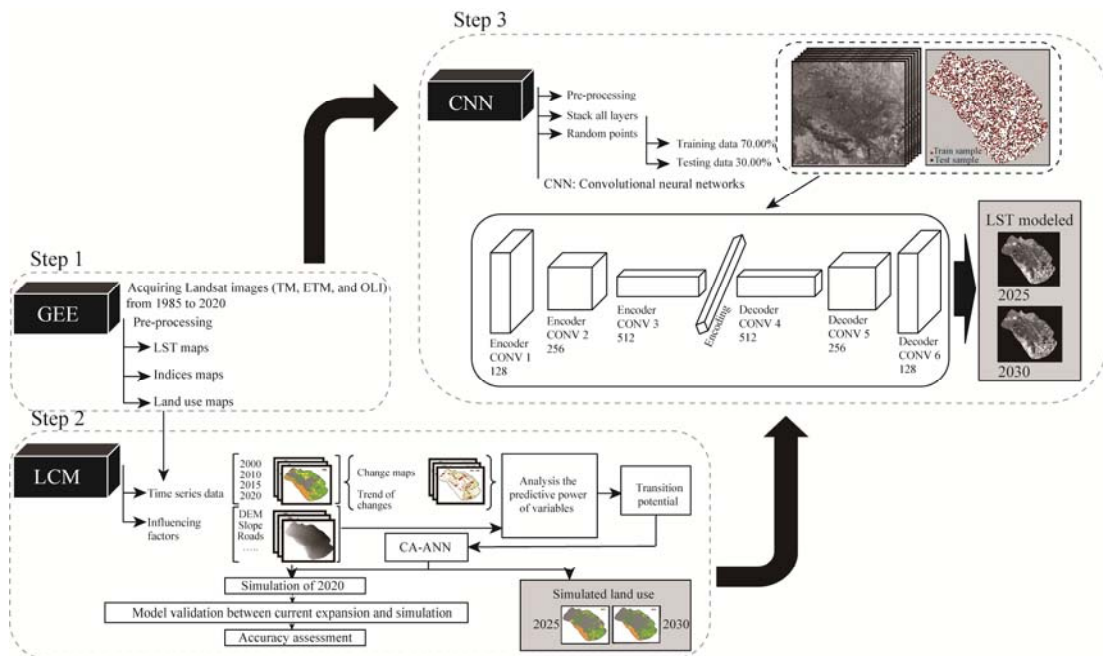 Step 1
GEE
Acquiring Landsat images (TM, ETM, and OLI)
from 1985 to 2020
Pre-processing
LST maps
Indices maps
Land use maps
Step 2
LCM
Time series data
Influencing
factors
2000
2010
2015
2020
DEM
Slope
Roads
.....
Change maps
Trend of
changes
Analysis the
predictive power
of variables
Transition
potential
CA-ANN
Simulation of 2020
Model validation between current expansion and simulation
Accuracy assessment
Simulated land use
2025
2030
Step 3
CNN
Pre-processing
Stack all layers
Random points
Training data 70.00%
Testing data 30.00%
CNN: Convolutional neural networks
Train sample
Test sample
Encoder
CONV 1
128
Encoder
CONV 2
256
Encoder
CONV 3
512
Encoding
Decoder
CONV 4
512
Decoder
CONV 5
256
Decoder
CONV 6
128
LST modeled
2025
2030